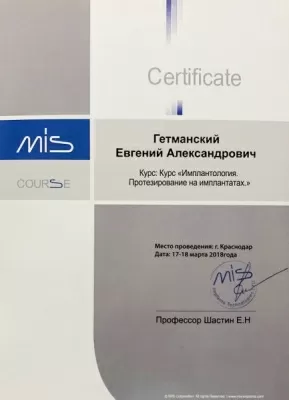 Certificate
mis
COURSE
Гетманский
Евгений Александрович
Курс: Курс «Имплантология.
Протезирование на имплантатах.»
Место проведения: г. Краснодар
Дата: 17-18 марта 2018года
mis
Профессор Шастин Е.Н